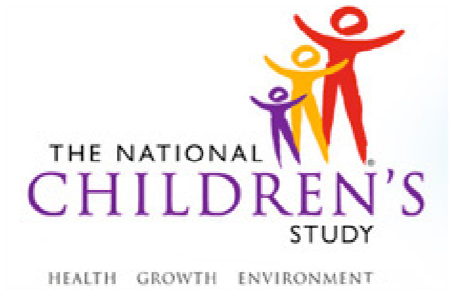 THE NATIONAL
CHILDREN'S
STUDY
HEALTH GROWTH ENVIRONMENT